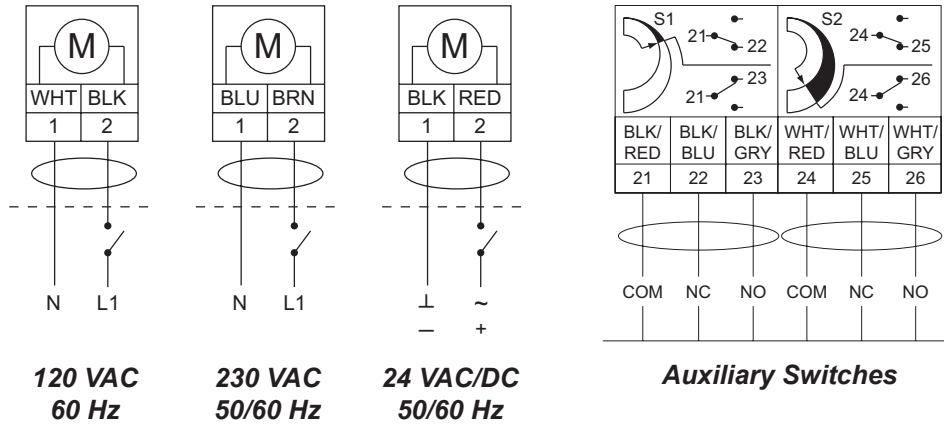 M
WHT BLK
1 2
N L1
120 VAC
60 Hz
M
BLU BRN
1 2
N L1
230 VAC
50/60 Hz
M
BLK RED
1 2
⊥ ~
— +
24 VAC/DC
50/60 Hz
S1
21 22
23
21
S2
24 25
26
24
BLK/ BLK/ BLK/ WHT/ WHT/ WHT/
RED BLU GRY RED BLU GRY
21 22 23 24 25 26
COM NC NO COM NC NO
Auxiliary Switches